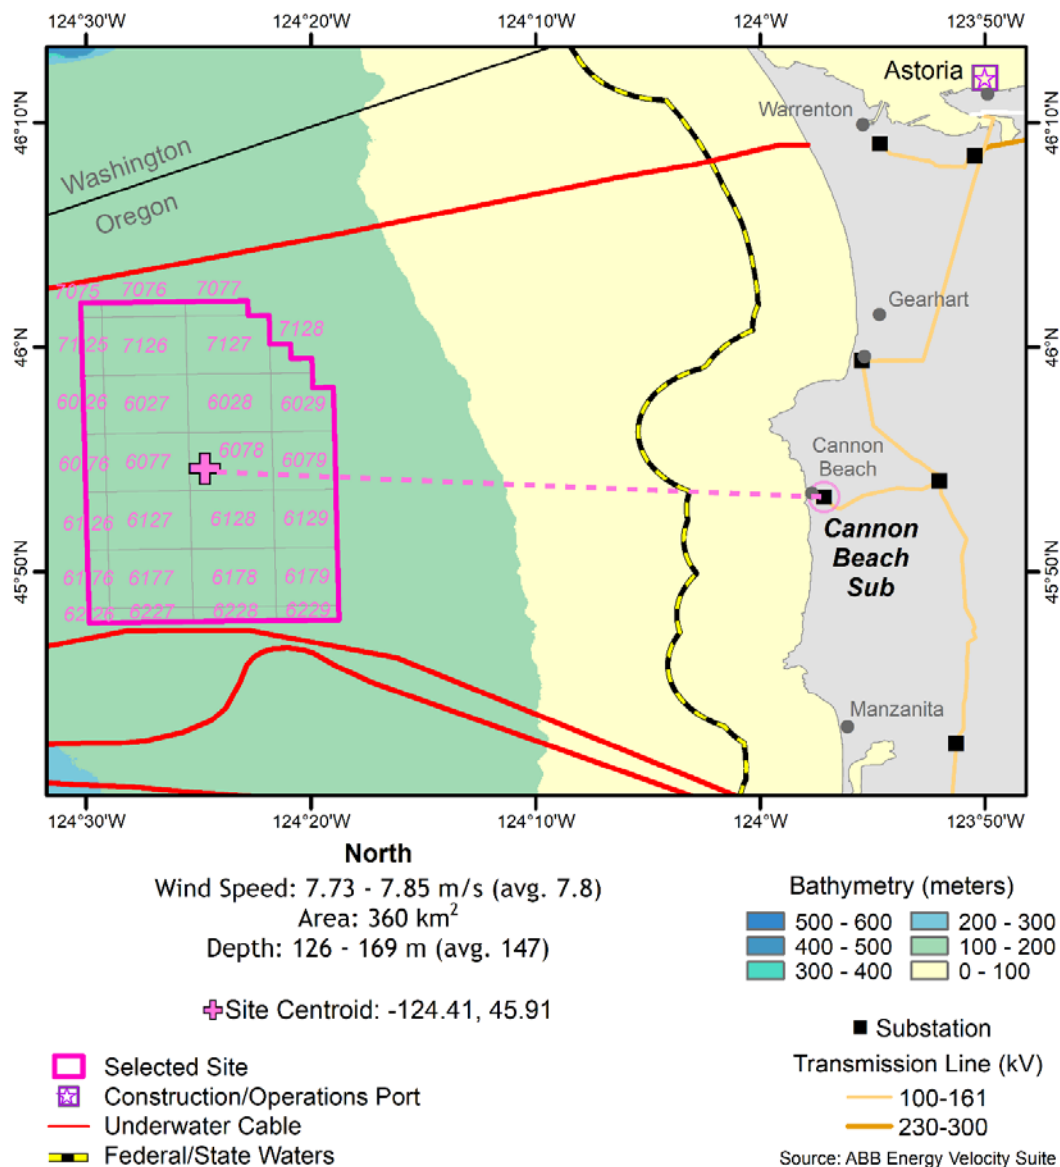 124°30'W 124°20'W 124°10'W 124°W 123°50'W
Astoria
Warrenton
46°10'N 46°10'N
Washington
Oregon
7075 7076 7077
Gearhart
7128
7125 7126 7127
46°N 46°N
6026 6027 6028 6029
6078
6076 6077 6079
Cannon
Beach
6126 6127 6128 6129
Cannon
Beach
Sub
45°50'N 45°50'N
6176 6177 6178 6179
6226 6227 6228 6229
Manzanita
124°30'W 124°20'W 124°10'W 124°W 123°50'W
North
Wind Speed: 7.73 - 7.85 m/s (avg. 7.8)
Area: 360 km²
Depth: 126 - 169 m (avg. 147)
Site Centroid: -124.41, 45.91
Selected Site
Construction/Operations Port
Underwater Cable
Federal/State Waters
Bathymetry (meters)
500 - 600 200 - 300
400 - 500 100 - 200
300 - 400 0 - 100
Substation
Transmission Line (kV)
100-161
230-300
Source: ABB Energy Velocity Suite